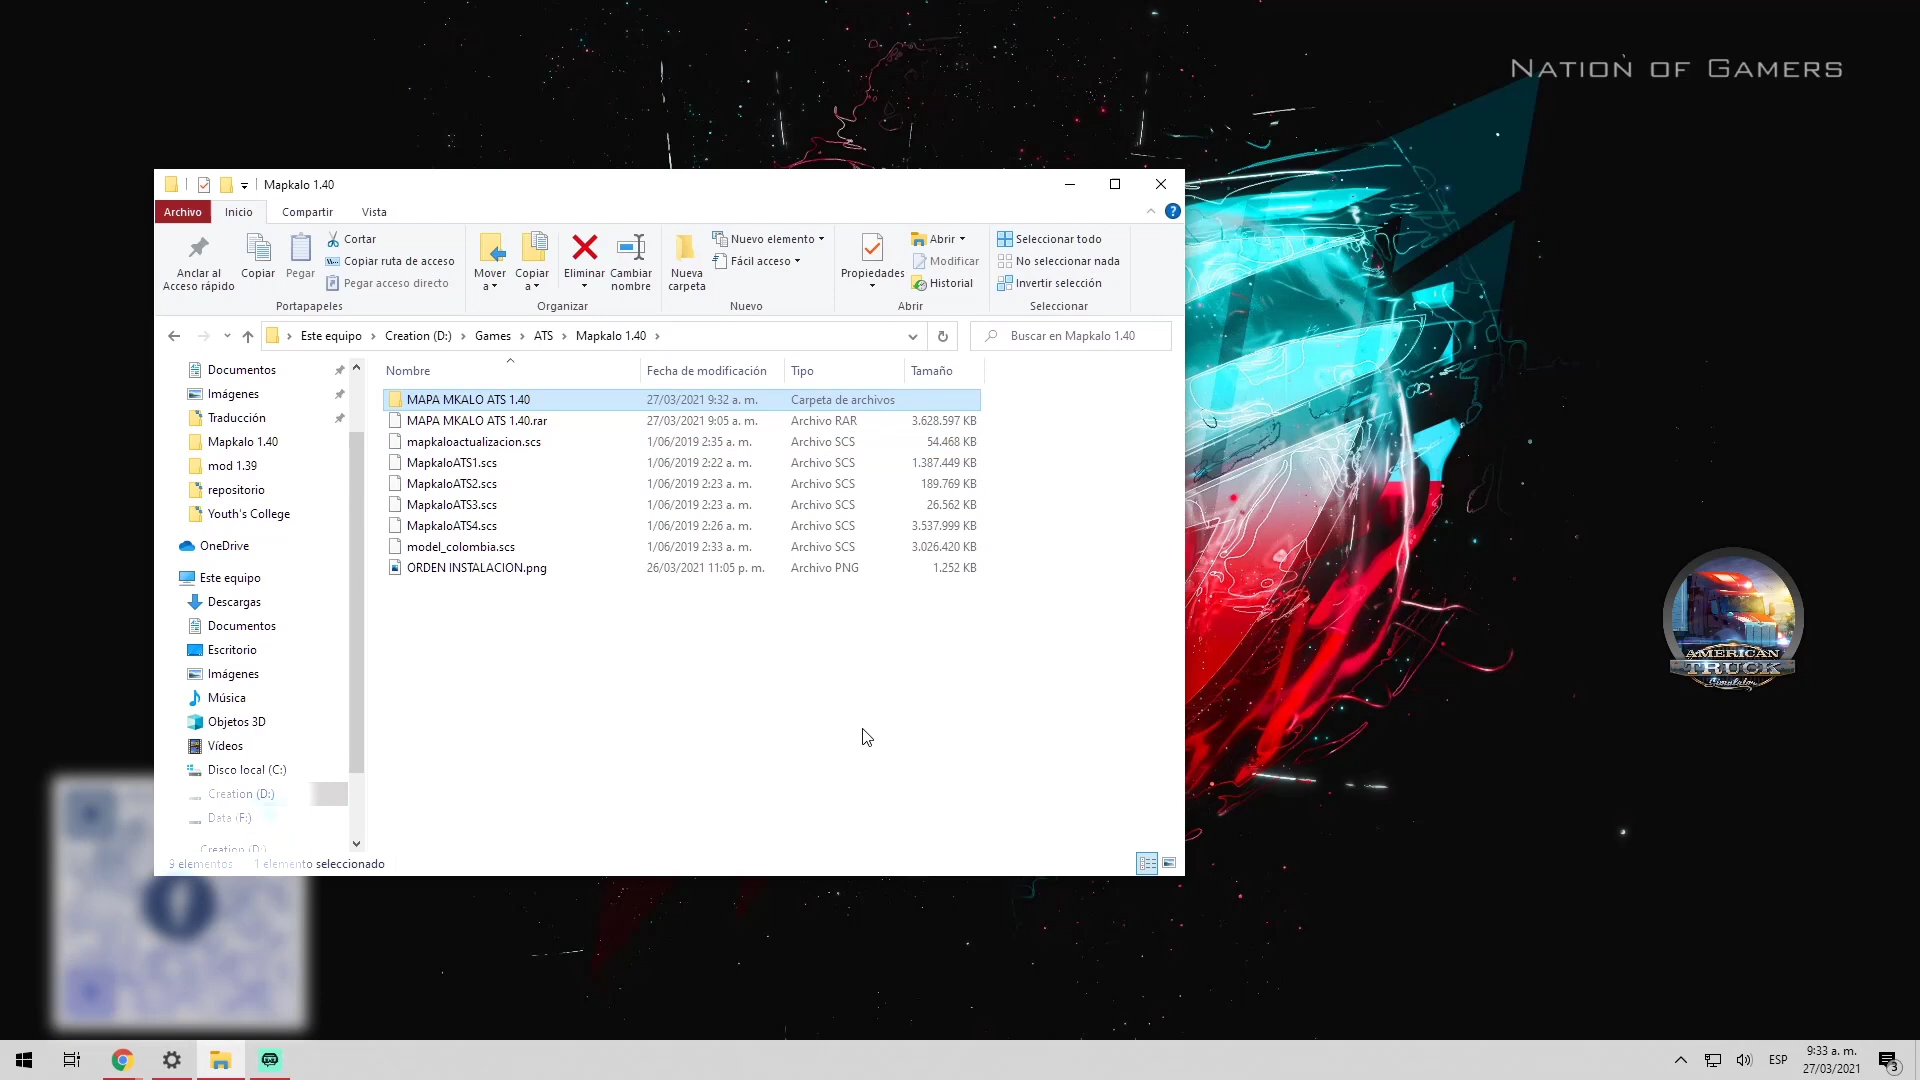 NATION OF GAMERS
Mapkalo 1.40
Archivo Inicio Compartir Vista
Anclar al Acceso rápido
Copiar
Pegar
Cortar
Copiar ruta de acceso
Pegar acceso directo
Portapapeles
Mover a
Copiar a
Eliminar
Cambiar nombre
Organizar
Nueva carpeta
Nuevo elemento
Fácil acceso
Nuevo
Propiedades
Abrir
Modificar
Historial
Abrir
Seleccionar todo
No seleccionar nada
Invertir selección
Seleccionar
Este equipo > Creation (D:) > Games > ATS > Mapkalo 1.40 >
Buscar en Mapkalo 1.40
Documentos
Imágenes
Traducción
Mapkalo 1.40
mod 1.39
repositorio
Youth's College
OneDrive
Este equipo
Descargas
Documentos
Escritorio
Imágenes
Música
Objetos 3D
Vídeos
Disco local (C:)
Creation (D:)
Data (F:)
Creation (D:)
Nombre Fecha de modificación Tipo Tamaño
MAPA MKALO ATS 1.40 27/03/2021 9:32 a. m. Carpeta de archivos
MAPA MKALO ATS 1.40.rar 27/03/2021 9:05 a. m. Archivo RAR 3.628.597 KB
mapkaloactualizacion.scs 1/06/2019 2:35 a. m. Archivo SCS 54.468 KB
MapkaloATS1.scs 1/06/2019 2:22 a. m. Archivo SCS 1.387.449 KB
MapkaloATS2.scs 1/06/2019 2:23 a. m. Archivo SCS 189.769 KB
MapkaloATS3.scs 1/06/2019 2:23 a. m. Archivo SCS 26.562 KB
MapkaloATS4.scs 1/06/2019 2:26 a. m. Archivo SCS 3.537.999 KB
model_colombia.scs 1/06/2019 2:33 a. m. Archivo SCS 3.026.420 KB
ORDEN INSTALACION.png 26/03/2021 11:05 p. m. Archivo PNG 1.252 KB
9 elementos 1 elemento seleccionado
AMERICAN
TRUCK
Simulator
ESP
9:33 a. m.
27/03/2021
3